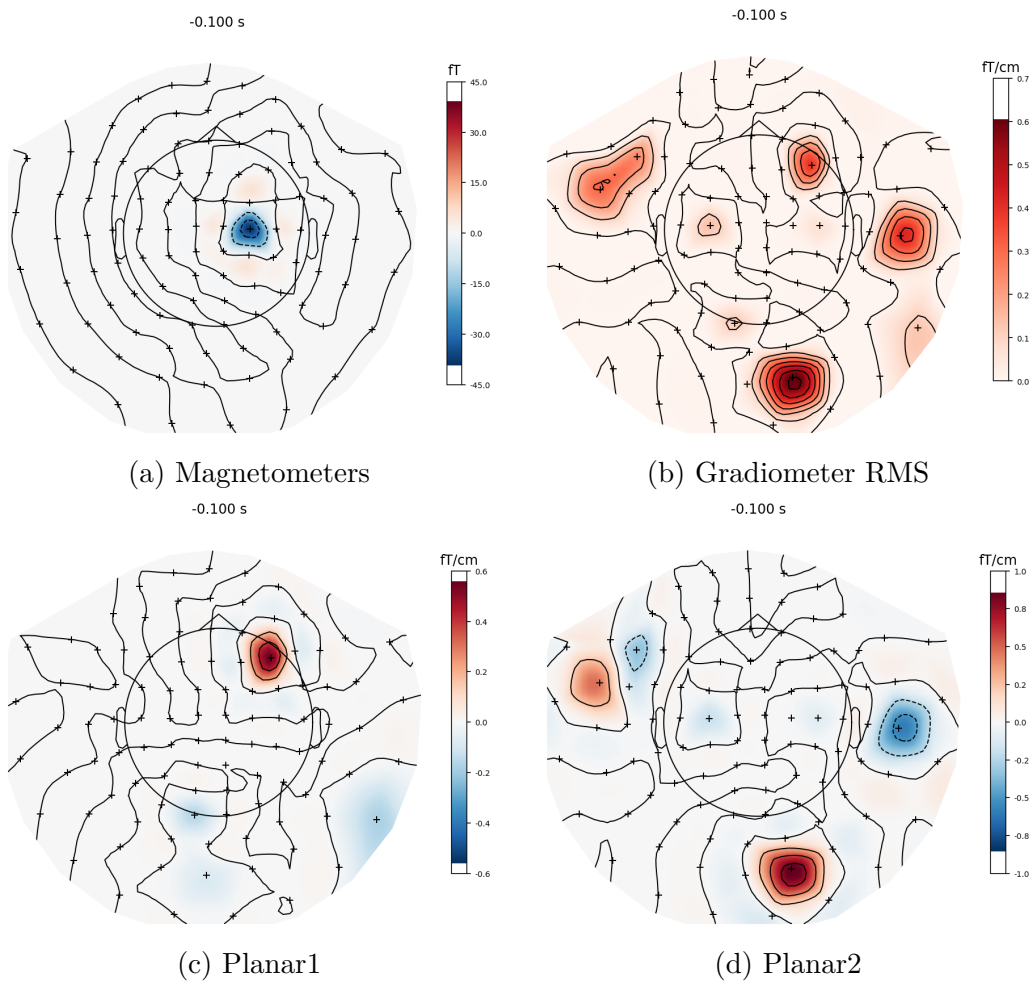 -0.100 s
fT
45.0
30.0
15.0
0.0
-15.0
-30.0
-45.0
(a) Magnetometers
-0.100 s
fT/cm
0.7
0.6
0.5
0.4
0.3
0.2
0.1
0.0
(b) Gradiometer RMS
-0.100 s
fT/cm
0.6
0.4
0.2
0.0
-0.2
-0.4
-0.6
(c) Planar1
-0.100 s
fT/cm
1.0
0.8
0.5
0.2
0.0
-0.2
-0.5
-0.8
-1.0
(d) Planar2